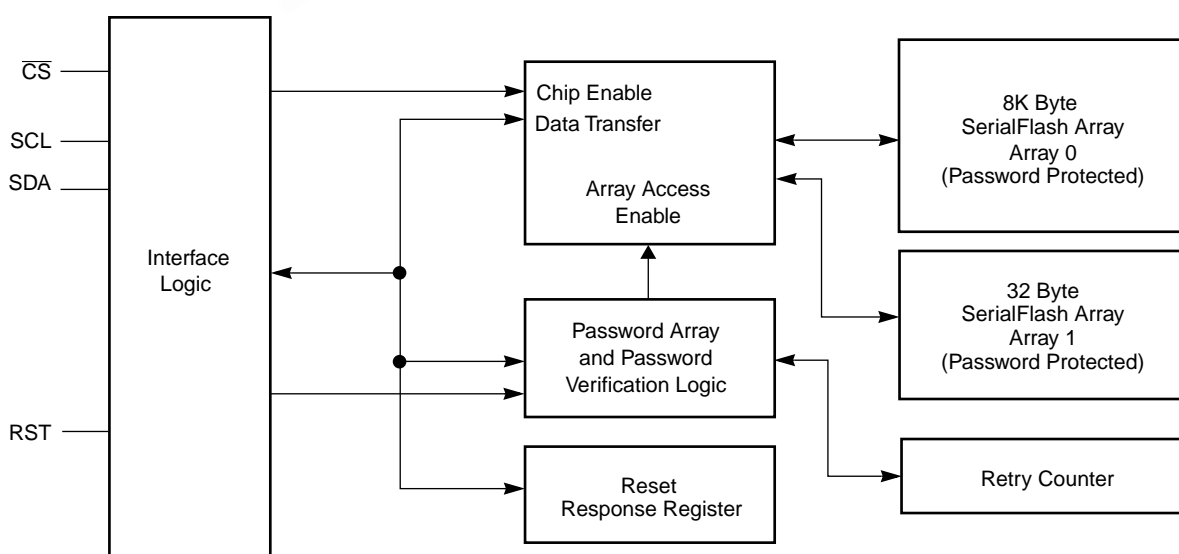 CS
SCL
SDA
RST
Interface
Logic
Chip Enable
Data Transfer
Array Access
Enable
Password Array
and Password
Verification Logic
Reset
Response Register
8K Byte
SerialFlash Array
Array 0
(Password Protected)
32 Byte
SerialFlash Array
Array 1
(Password Protected)
Retry Counter